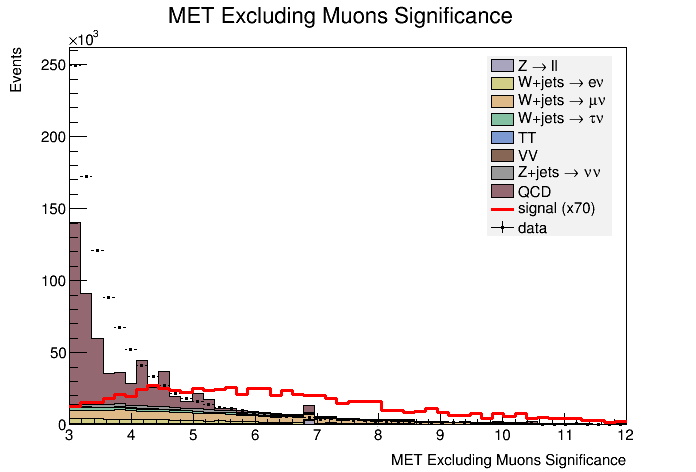 MET Excluding Muons Significance
×10³
Events
250
200
150
100
50
0
3 4 5 6 7 8 9 10 11 12
MET Excluding Muons Significance
Z → ll
W+jets → eν
W+jets → μν
W+jets → τν
TT
VV
Z+jets → νν
QCD
signal (x70)
data